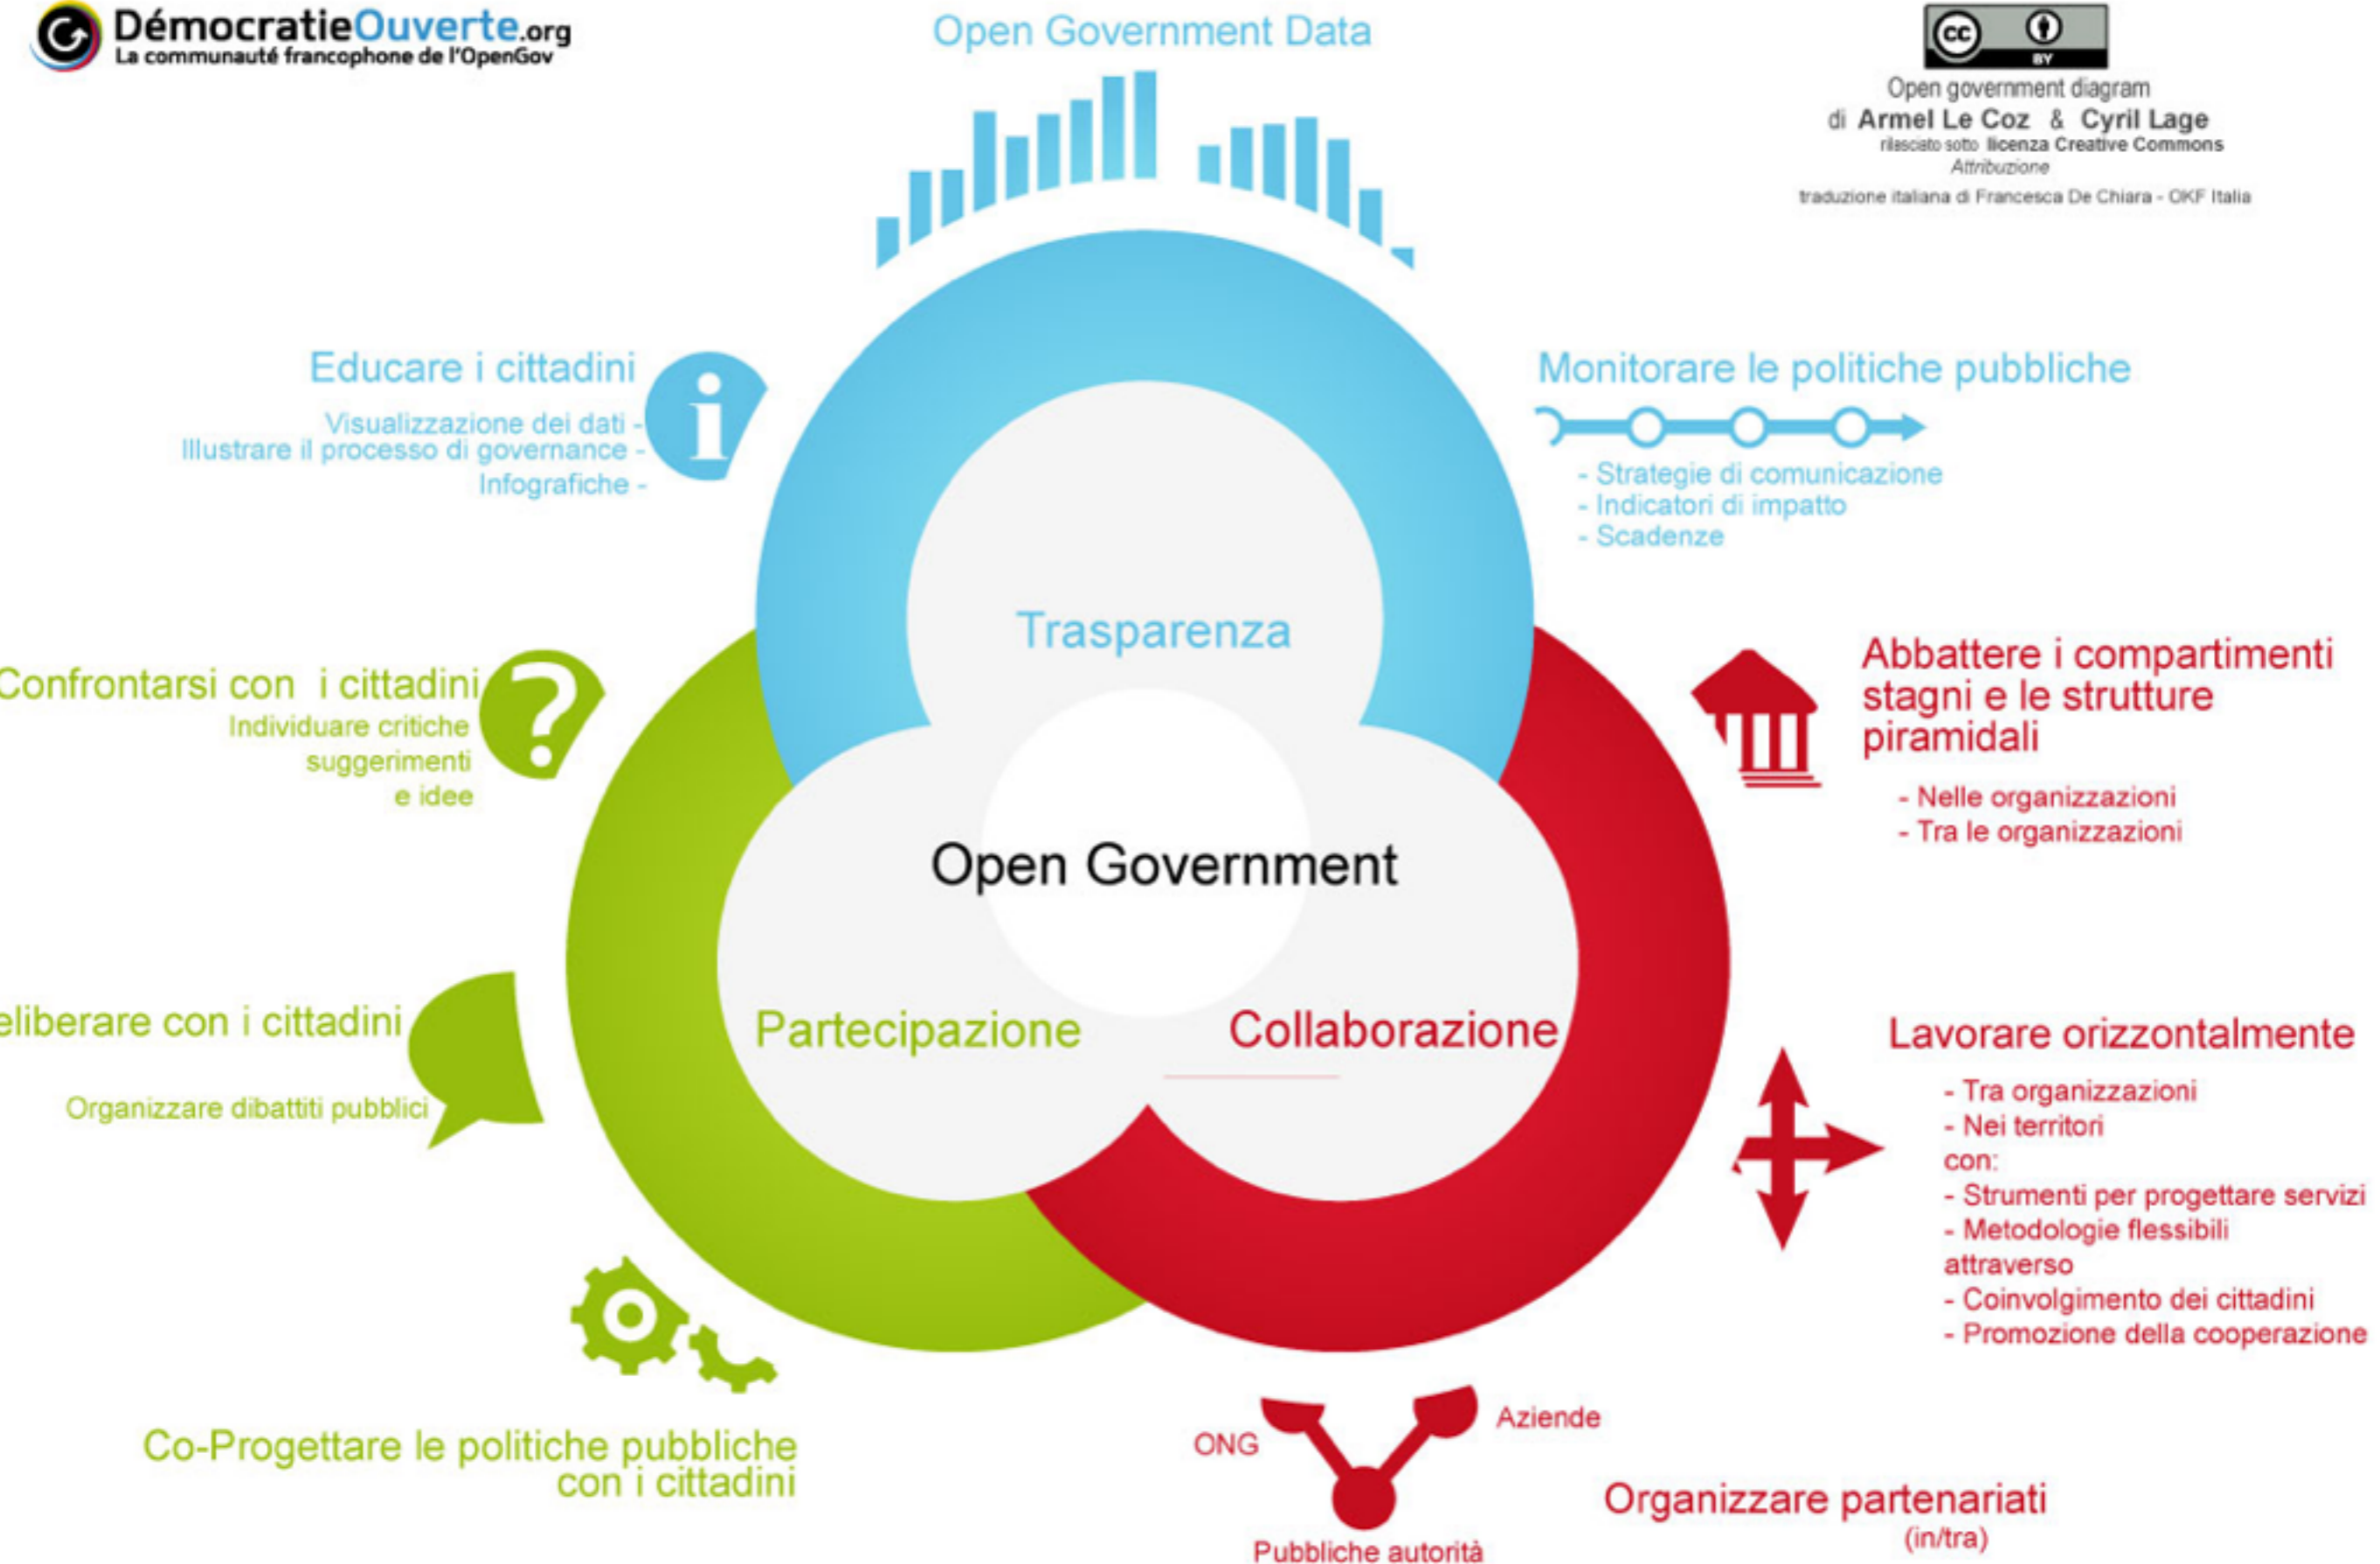 DémocratieOuverte.org
La communauté francophone de l'OpenGov
Open Government Data
CC
BY
Open government diagram
di Armel Le Coz & Cyril Lage
rilasciato sotto licenza Creative Commons
Attribuzione
traduzione italiana di Francesca De Chiara - OKF Italia
Educare i cittadini
Visualizzazione dei dati -
Illustrare il processo di governance -
Infografiche -
i
Monitorare le politiche pubbliche
- Strategie di comunicazione
- Indicatori di impatto
- Scadenze
Trasparenza
Confrontarsi con i cittadini
Individuare critiche
suggerimenti
e idee
?
Abbattere i compartimenti
stagni e le strutture
piramidali
- Nelle organizzazioni
- Tra le organizzazioni
Open Government
Partecipazione
Collaborazione
eliberare con i cittadini
Organizzare dibattiti pubblici
Lavorare orizzontalmente
- Tra organizzazioni
- Nei territori
con:
- Strumenti per progettare servizi
- Metodologie flessibili
attraverso
- Coinvolgimento dei cittadini
- Promozione della cooperazione
Co-Progettare le politiche pubbliche
con i cittadini
ONG
Aziende
Pubbliche autorità
Organizzare partenariati
(in/tra)